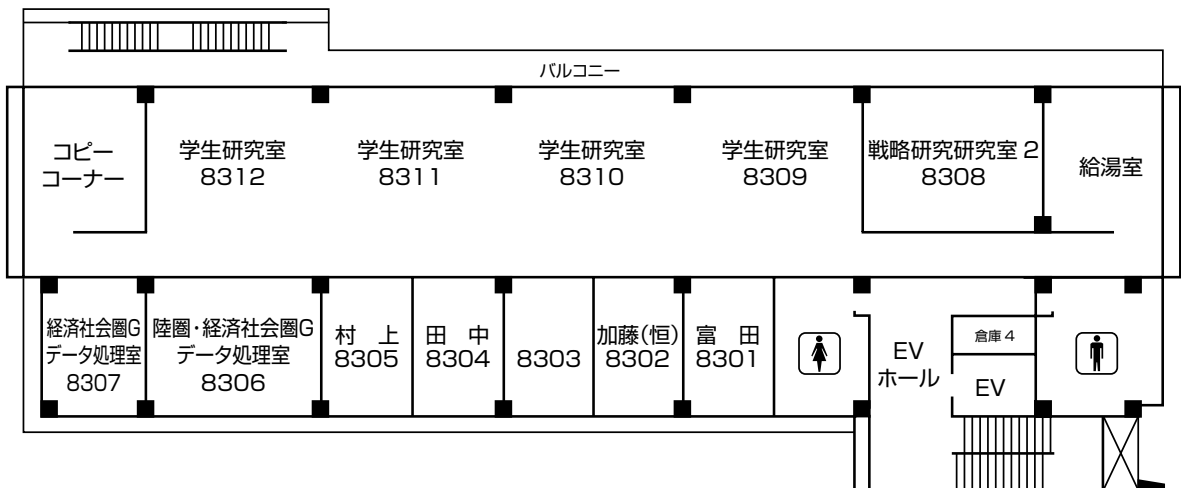 バルコニー
コピー
コーナー
学生研究室
8312
学生研究室
8311
学生研究室
8310
学生研究室
8309
戦略研究研究室 2
8308
給湯室
経済社会圏G
データ処理室
8307
陸圏・経済社会圏G
データ処理室
8306
村　上
8305
田　中
8304
8303
加藤(恒)
8302
富　田
8301
EV
ホール
倉庫 4
EV